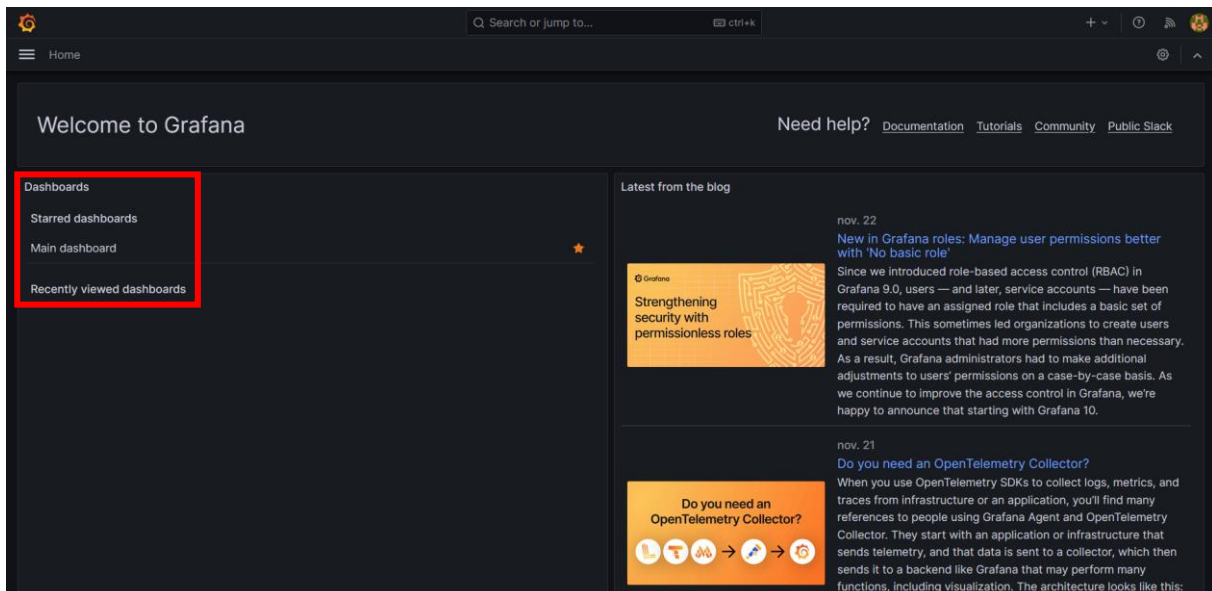 Search or jump to...
ctrl+k
Home
Welcome to Grafana
Need help? Documentation Tutorials Community Public Slack
Dashboards
Starred dashboards
Main dashboard
Recently viewed dashboards
Latest from the blog
Grafana
Strengthening
security with
permissionless roles
nov. 22
New in Grafana roles: Manage user permissions better
with 'No basic role'
Since we introduced role-based access control (RBAC) in
Grafana 9.0, users — and later, service accounts — have been
required to have an assigned role that includes a basic set of
permissions. This sometimes led organizations to create users
and service accounts that had more permissions than necessary.
As a result, Grafana administrators had to make additional
adjustments to users' permissions on a case-by-case basis. As
we continue to improve the access control in Grafana, we're
happy to announce that starting with Grafana 10.
Do you need an
OpenTelemetry Collector?
nov. 21
Do you need an OpenTelemetry Collector?
When you use OpenTelemetry SDKs to collect logs, metrics, and
traces from infrastructure or an application, you'll find many
references to people using Grafana Agent and OpenTelemetry
Collector. They start with an application or infrastructure that
sends telemetry, and that data is sent to a collector, which then
sends it to a backend like Grafana that may perform many
functions, including visualization. The architecture looks like this: